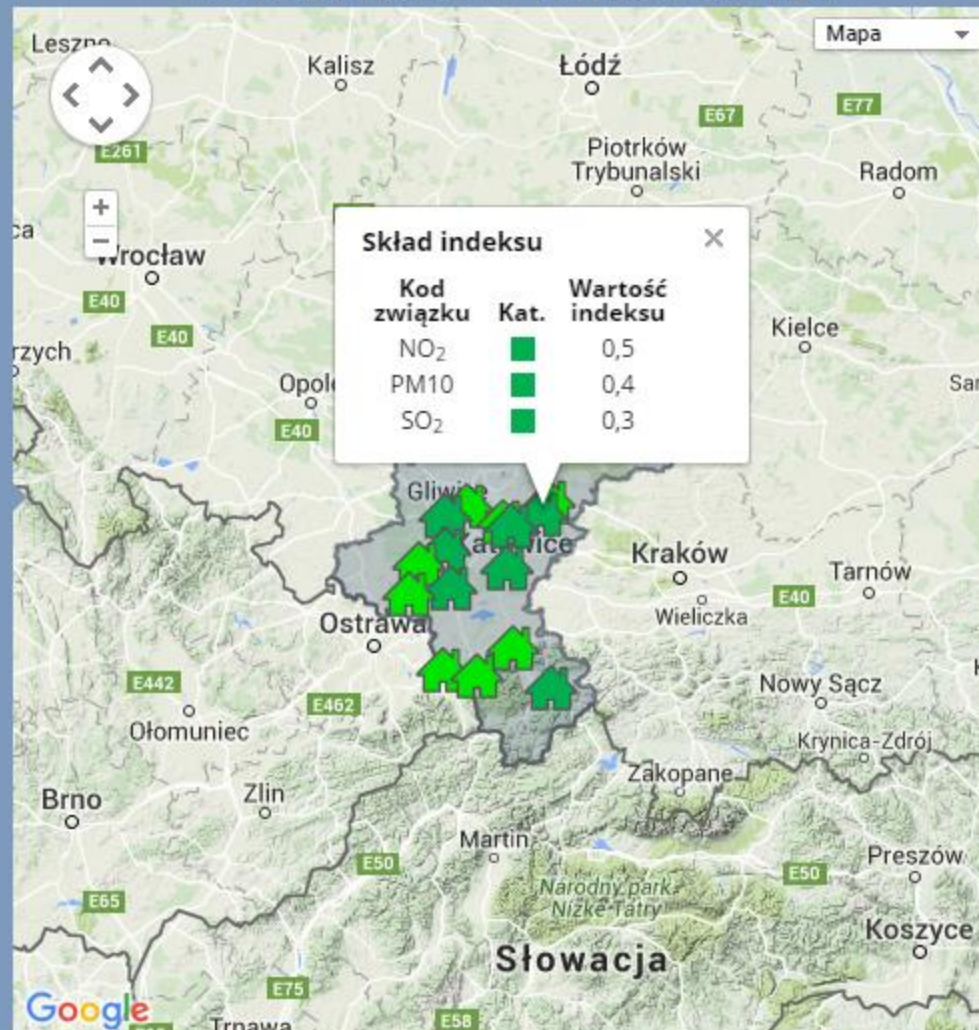 Leszno
Mapa
Kalisz
Łódź
E67
E77
E261
Piotrków
Trybunalski
Radom
+
−
Wrocław
E40
E40
Kielce
Opole
E40
Skład indeksu
Kod
związku
Kat.
Wartość
indeksu
NO₂
0,5
PM10
0,4
SO₂
0,3
Gliwice
Katowice
Kraków
Tarnów
E40
Wieliczka
Ostrawa
E442
E462
Nowy Sącz
Ołomuniec
Krynica-Zdrój
Zakopane
Brno
Zlin
Martin
E50
E50
Preszów
E65
Národný park
Nízke Tatry
Koszyce
Słowacja
E75
Google
Trnawa
E58